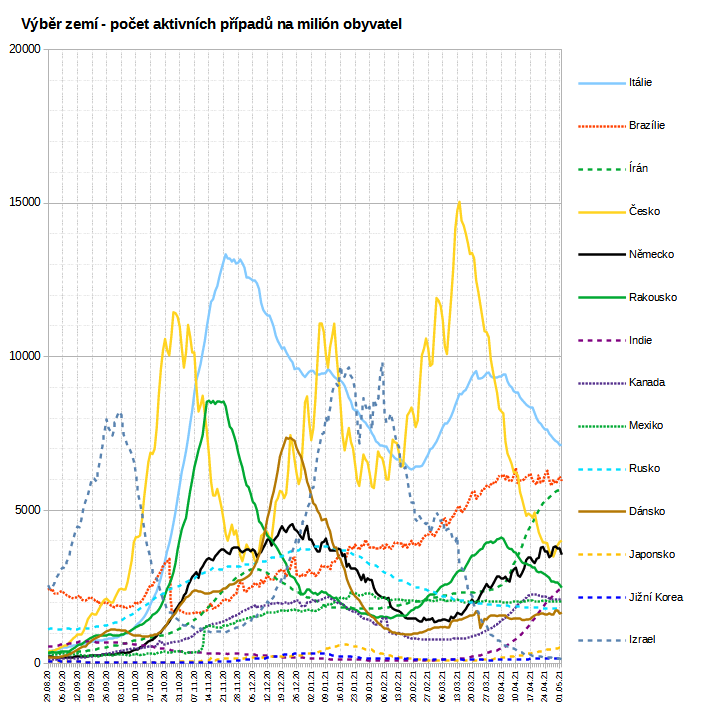 Výběr zemí - počet aktivních případů na milión obyvatel
20000
15000
10000
5000
0
Itálie
Brazílie
Írán
Česko
Německo
Rakousko
Indie
Kanada
Mexiko
Rusko
Dánsko
Japonsko
Jižní Korea
Izrael
29.08.20
06.09.20
12.09.20
19.09.20
26.09.20
03.10.20
10.10.20
17.10.20
24.10.20
31.10.20
07.11.20
14.11.20
21.11.20
28.11.20
05.12.20
12.12.20
19.12.20
26.12.20
02.01.21
09.01.21
16.01.21
23.01.21
30.01.21
06.02.21
13.02.21
20.02.21
27.02.21
06.03.21
13.03.21
20.03.21
27.03.21
03.04.21
10.04.21
17.04.21
24.04.21
01.05.21